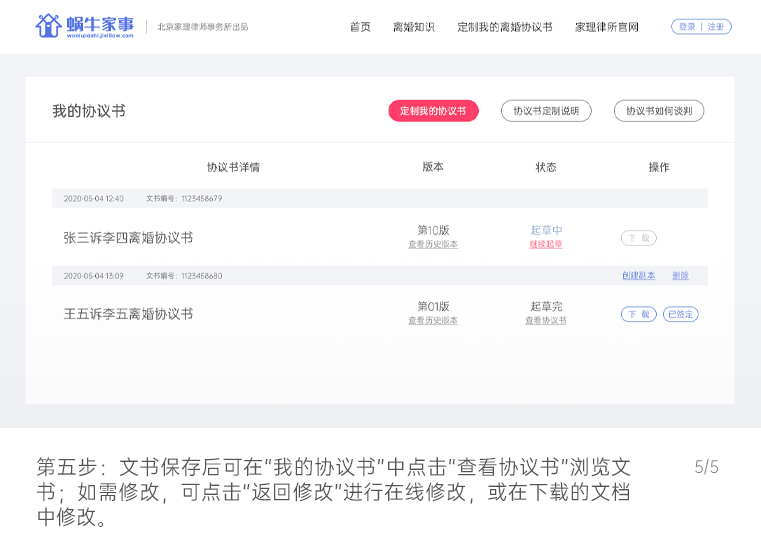 蜗牛家事 北京家理律师事务所出品 首页 离婚知识 定制我的离婚协议书 家理律所官网 登录 | 注册
我的协议书 定制我的协议书 协议书定制说明 协议书如何谈判
协议书详情 版本 状态 操作
2020-05-04 12:40 文书编号：1123458679
张三诉李四离婚协议书 第10版 起草中 下 载
查看历史版本 继续起草
2020-05-04 13:09 文书编号：1123458680 创建副本 删除
王五诉李五离婚协议书 第01版 起草完 下 载 已签定
查看历史版本 查看协议书
第五步：文书保存后可在“我的协议书”中点击“查看协议书”浏览文 5/5
书；如需修改，可点击“返回修改”进行在线修改，或在下载的文档
中修改。